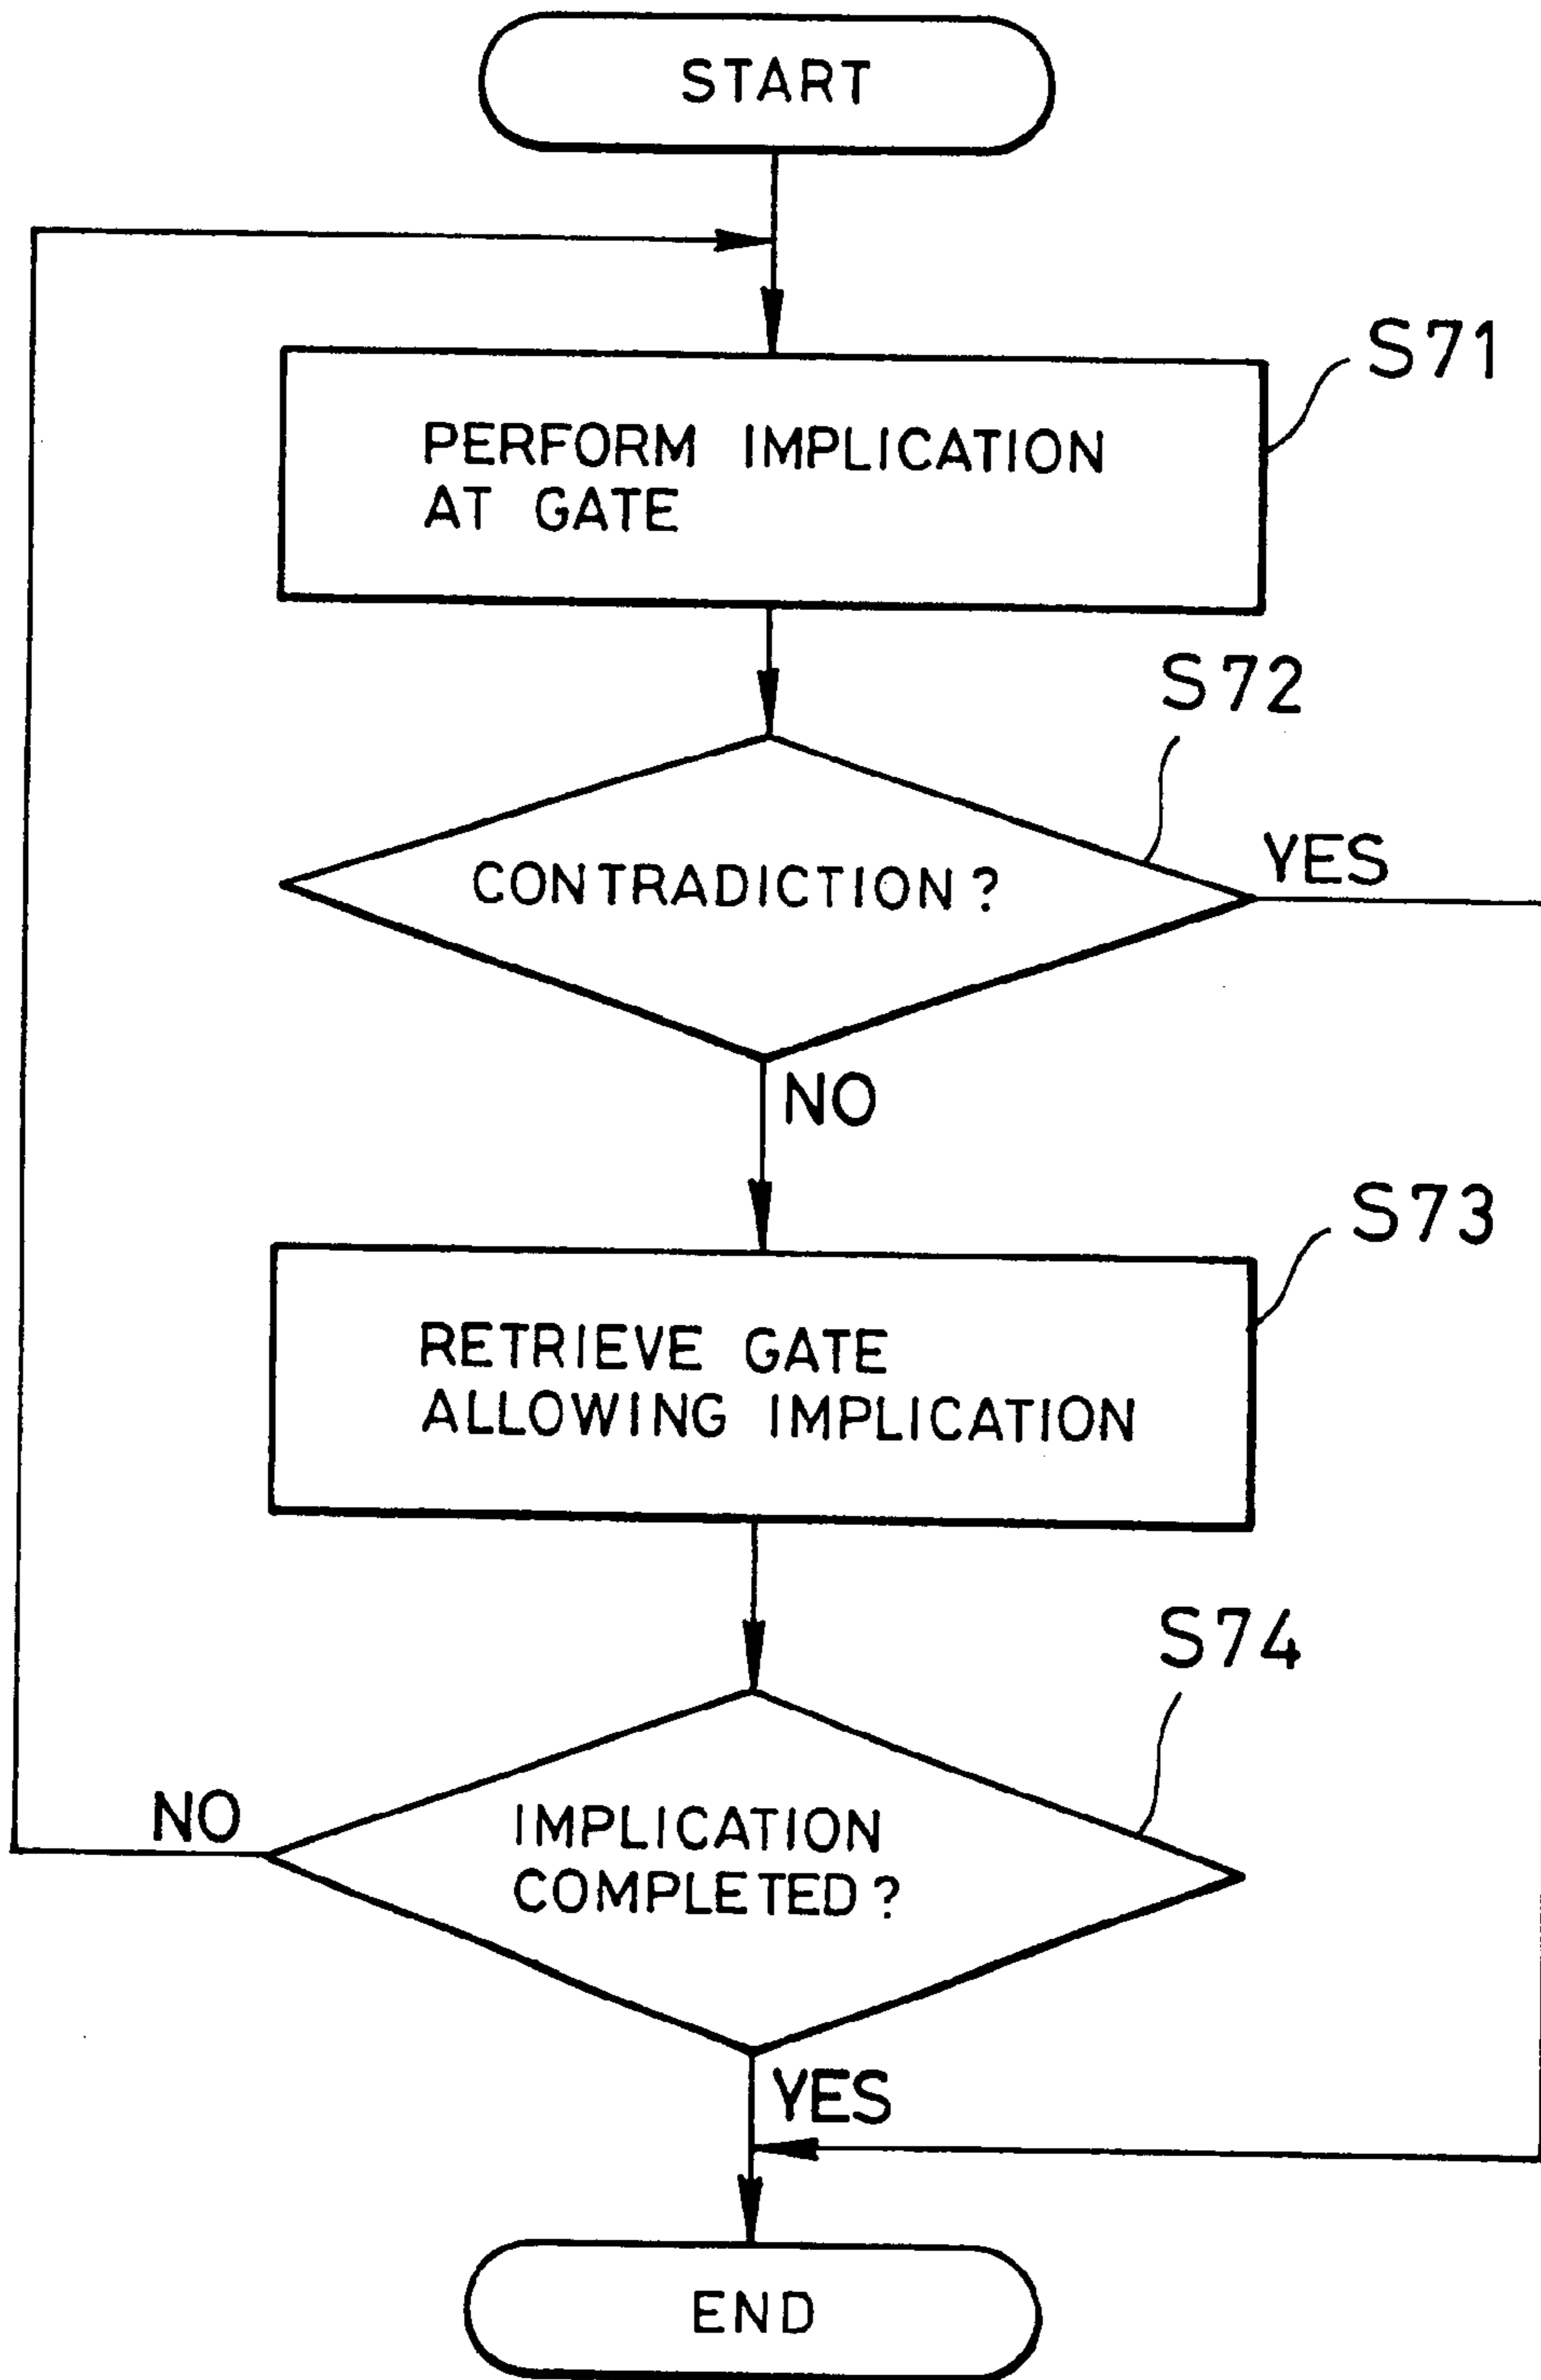 START
S71
PERFORM IMPLICATION
AT GATE
S72
CONTRADICTION?
YES
NO
S73
RETRIEVE GATE
ALLOWING IMPLICATION
S74
NO
IMPLICATION
COMPLETED?
YES
END